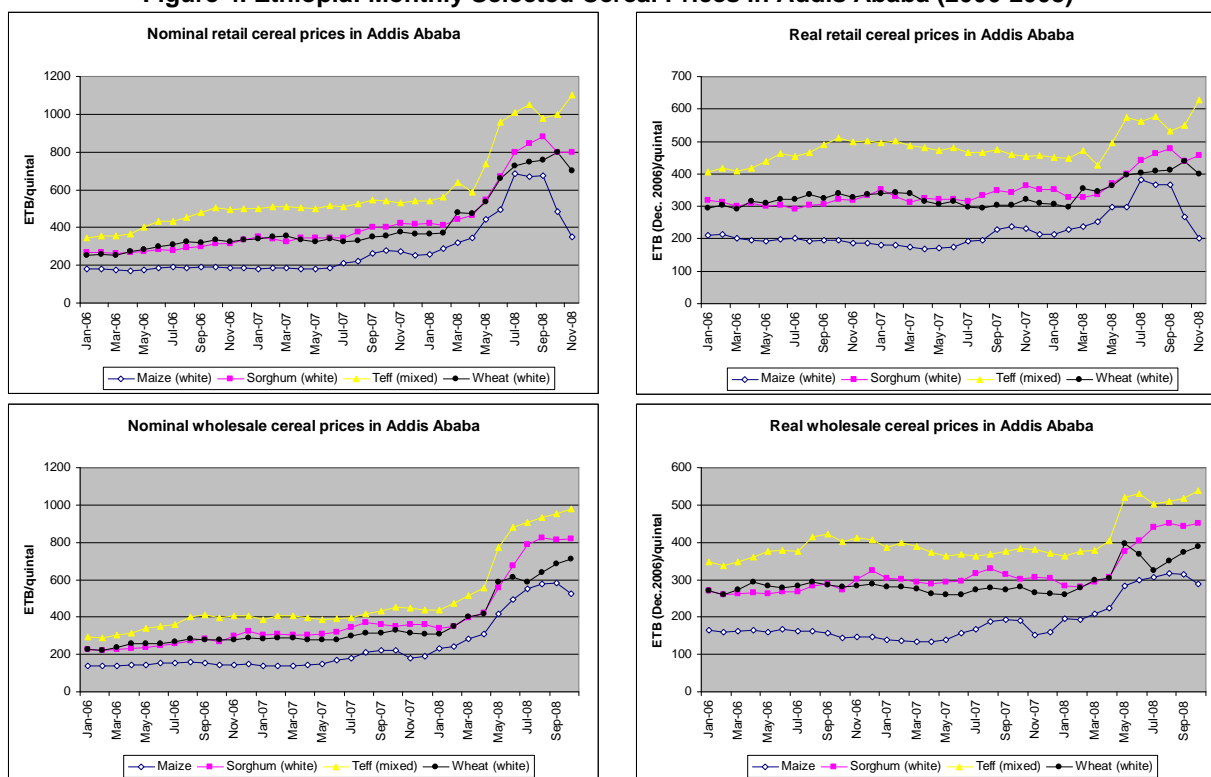 Figure Ethiopia: Monthly Selected Cereal Prices in Addis Ababa (2006-2008)
Nominal retail cereal prices in Addis Ababa
ETB/quintal
1200
1000
800
600
400
200
0
Jan-06
Mar-06
May-06
Jul-06
Sep-06
Nov-06
Jan-07
Mar-07
May-07
Jul-07
Sep-07
Nov-07
Jan-08
Mar-08
May-08
Jul-08
Sep-08
Nov-08
Maize (white) Sorghum (white) Teff (mixed) Wheat (white)
Real retail cereal prices in Addis Ababa
ETB (Dec. 2006)/quintal
700
600
500
400
300
200
100
0
Jan-06
Mar-06
May-06
Jul-06
Sep-06
Nov-06
Jan-07
Mar-07
May-07
Jul-07
Sep-07
Nov-07
Jan-08
Mar-08
May-08
Jul-08
Sep-08
Nov-08
Maize (white) Sorghum (white) Teff (mixed) Wheat (white)
Nominal wholesale cereal prices in Addis Ababa
ETB/quintal
1200
1000
800
600
400
200
0
Jan-06
Mar-06
May-06
Jul-06
Sep-06
Nov-06
Jan-07
Mar-07
May-07
Jul-07
Sep-07
Nov-07
Jan-08
Mar-08
May-08
Jul-08
Sep-08
Maize Sorghum (white) Teff (mixed) Wheat (white)
Real wholesale cereal prices in Addis Ababa
ETB (Dec.2006)/quintal
600
500
400
300
200
100
0
Jan-06
Mar-06
May-06
Jul-06
Sep-06
Nov-06
Jan-07
Mar-07
May-07
Jul-07
Sep-07
Nov-07
Jan-08
Mar-08
May-08
Jul-08
Sep-08
Maize Sorghum (white) Teff (mixed) Wheat (white)